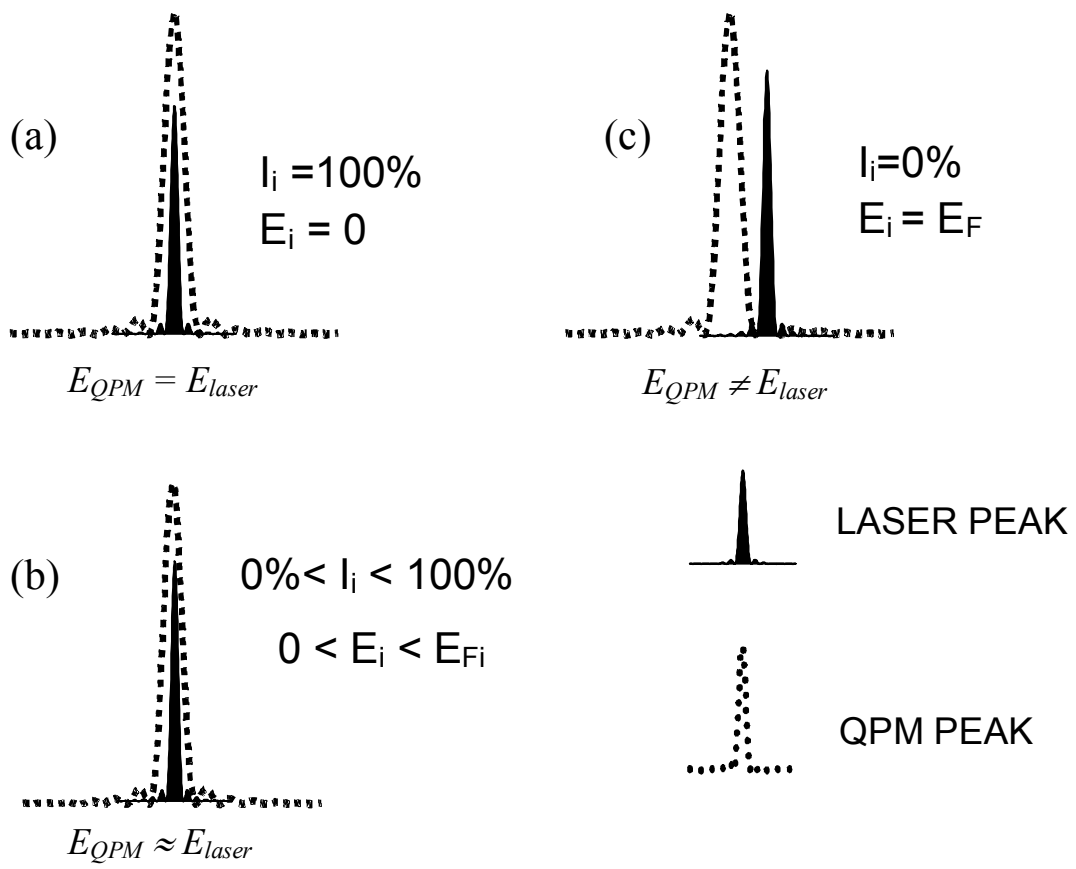 (a)
Iᵢ =100%
Eᵢ = 0
E_QPM = E_laser
(b)
0%< Iᵢ < 100%
0 < Eᵢ < E_Fi
E_QPM ≈ E_laser
(c)
Iᵢ=0%
Eᵢ = E_F
E_QPM ≠ E_laser
LASER PEAK
QPM PEAK